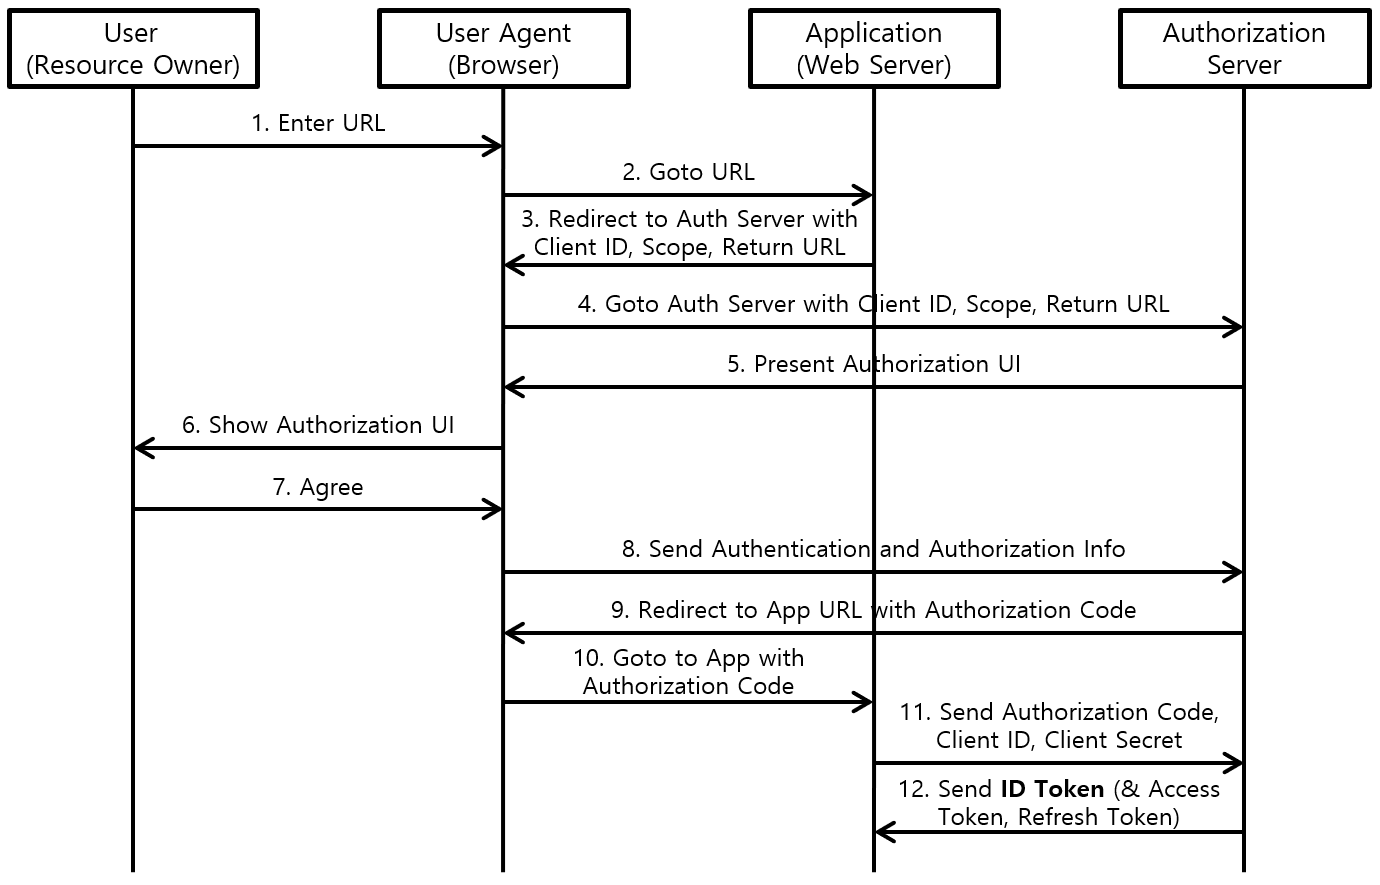 User
(Resource Owner)
User Agent
(Browser)
Application
(Web Server)
Authorization
Server
1. Enter URL
2. Goto URL
3. Redirect to Auth Server with
Client ID, Scope, Return URL
4. Goto Auth Server with Client ID, Scope, Return URL
5. Present Authorization UI
6. Show Authorization UI
7. Agree
8. Send Authentication and Authorization Info
9. Redirect to App URL with Authorization Code
10. Goto to App with
Authorization Code
11. Send Authorization Code,
Client ID, Client Secret
12. Send ID Token (& Access
Token, Refresh Token)